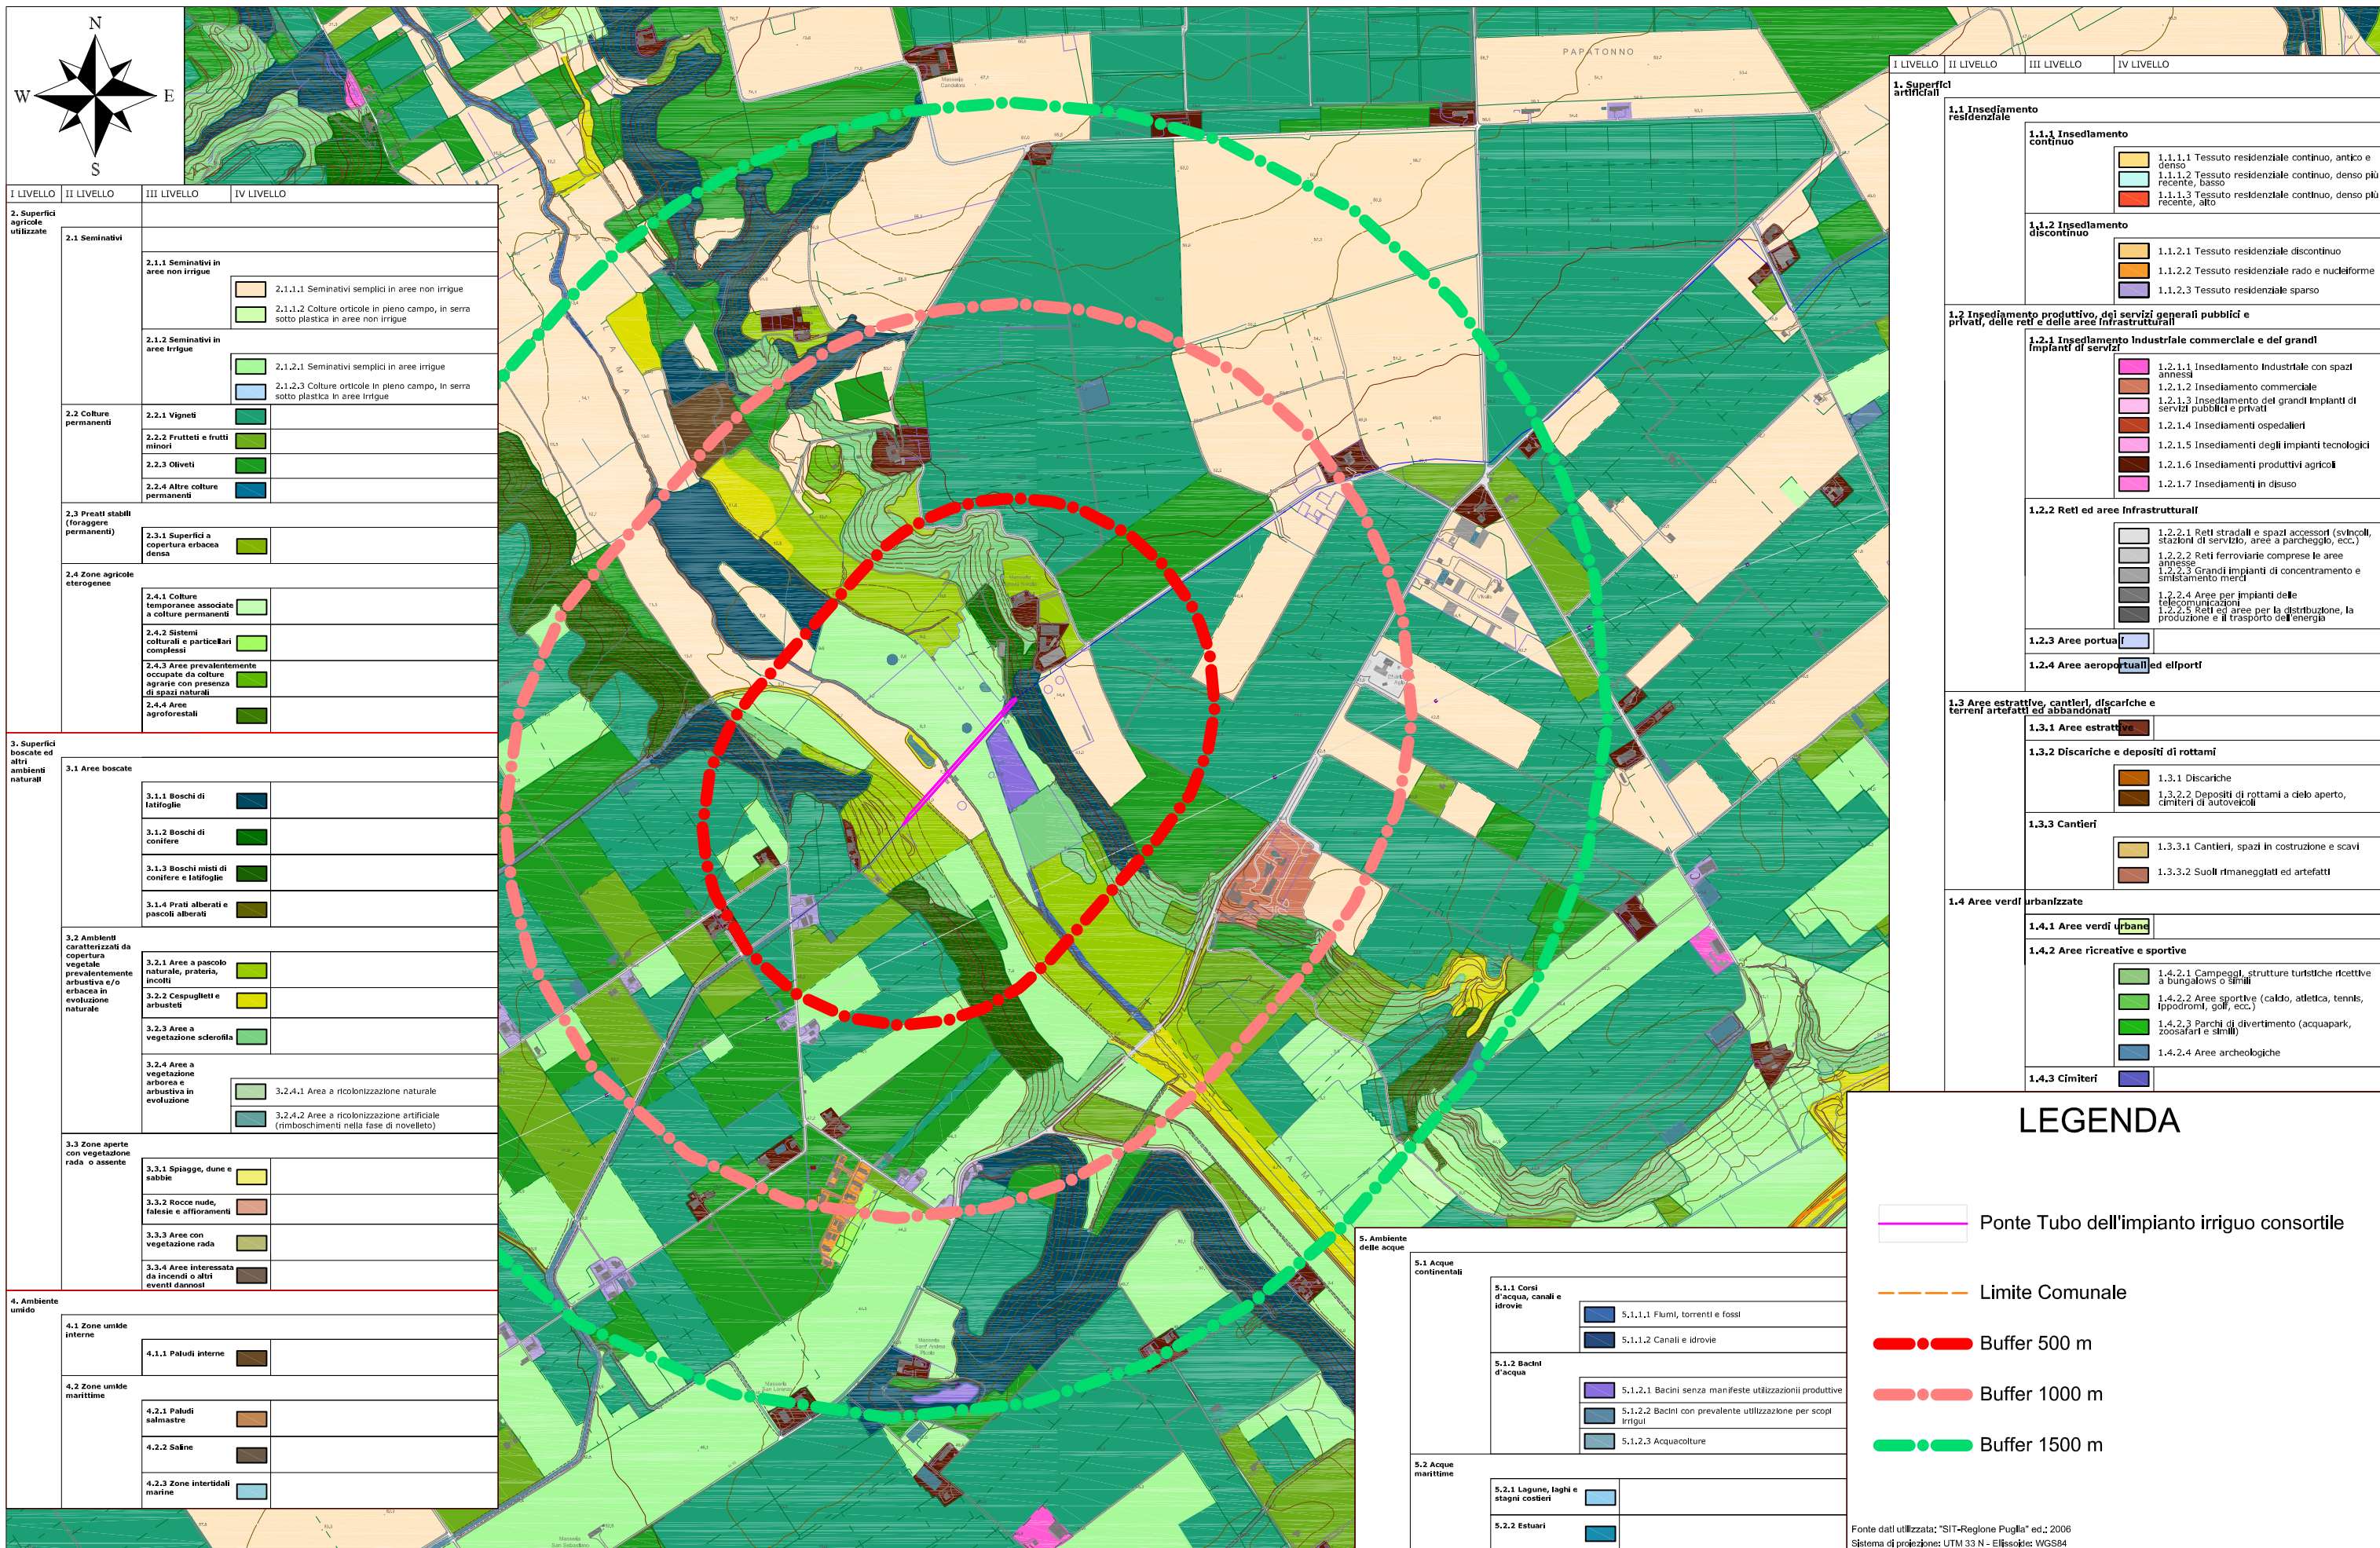 N
W
E
S
I LIVELLO
II LIVELLO
III LIVELLO
IV LIVELLO
2. Superfici
agricole
utilizzate
2.1 Seminativi
2.1.1 Seminativi in
aree non irrigue
2.1.1.1 Seminativi semplici in aree non irrigue
2.1.1.2 Colture orticole in pieno campo, in serra
sotto plastica in aree non irrigue
2.1.2 Seminativi in
aree irrigue
2.1.2.1 Seminativi semplici in aree irrigue
2.1.2.3 Colture orticole in pieno campo, in serra
sotto plastica in aree irrigue
2.2 Colture
permanenti
2.2.1 Vigneti
2.2.2 Frutteti e frutti
minori
2.2.3 Oliveti
2.2.4 Altre colture
permanenti
2.3 Preati stabili
(foraggere
permanenti)
2.3.1 Superfici a
copertura erbacea
densa
2.4 Zone agricole
eterogenee
2.4.1 Colture
temporanee associate
a colture permanenti
2.4.2 Sistemi
colturali e particellari
complessi
2.4.3 Aree prevalentemente
occupate da colture
agrarie con presenza
di spazi naturali
2.4.4 Aree
agroforestali
3. Superfici
boscate ed
altri
ambienti
naturali
3.1 Aree boscate
3.1.1 Boschi di
latifoglie
3.1.2 Boschi di
conifere
3.1.3 Boschi misti di
conifere e latifoglie
3.1.4 Prati alberati e
pascoli alberati
3.2 Ambienti
caratterizzati da
copertura
vegetale
prevalentemente
arbustiva e/o
erbacea in
evoluzione
naturale
3.2.1 Aree a pascolo
naturale, prateria,
incolti
3.2.2 Cespuglieti e
arbusteti
3.2.3 Aree a
vegetazione sclerofila
3.2.4 Aree a
vegetazione
arborea e
arbustiva in
evoluzione
3.2.4.1 Area a ricolonizzazione naturale
3.2.4.2 Aree a ricolonizzazione artificiale
(rimboschimenti nella fase di novelleto)
3.3 Zone aperte
con vegetazione
rada o assente
3.3.1 Spiagge, dune e
sabbie
3.3.2 Rocce nude,
falesie e affioramenti
3.3.3 Aree con
vegetazione rada
3.3.4 Aree interessata
da incendi o altri
eventi dannosi
4. Ambiente
umido
4.1 Zone umide
interne
4.1.1 Paludi interne
4.2 Zone umide
marittime
4.2.1 Paludi
salmastre
4.2.2 Saline
4.2.3 Zone intertidali
marine
PAPATONNO
Masseria
Candelora
Vivaio
Masseria
Sant' Andrea
Piccolo
Masseria
San Lorenzo
Masseria
San Sebastiano
I LIVELLO
II LIVELLO
III LIVELLO
IV LIVELLO
1. Superfici
artificiali
1.1 Insediamento
residenziale
1.1.1 Insediamento
continuo
1.1.1.1 Tessuto residenziale continuo, antico e
denso
1.1.1.2 Tessuto residenziale continuo, denso più
recente, basso
1.1.1.3 Tessuto residenziale continuo, denso più
recente, alto
1.1.2 Insediamento
discontinuo
1.1.2.1 Tessuto residenziale discontinuo
1.1.2.2 Tessuto residenziale rado e nucleiforme
1.1.2.3 Tessuto residenziale sparso
1.2 Insediamento produttivo, dei servizi generali pubblici e
privati, delle reti e delle aree infrastrutturali
1.2.1 Insediamento industriale commerciale e dei grandi
impianti di servizi
1.2.1.1 Insediamento industriale con spazi
annessi
1.2.1.2 Insediamento commerciale
1.2.1.3 Insediamento dei grandi impianti di
servizi pubblici e privati
1.2.1.4 Insediamenti ospedalieri
1.2.1.5 Insediamenti degli impianti tecnologici
1.2.1.6 Insediamenti produttivi agricoli
1.2.1.7 Insediamenti in disuso
1.2.2 Reti ed aree infrastrutturali
1.2.2.1 Reti stradali e spazi accessori (svincoli,
stazioni di servizio, aree a parcheggio, ecc.)
1.2.2.2 Reti ferroviarie comprese le aree
annesse
1.2.2.3 Grandi impianti di concentramento e
smistamento merci
1.2.2.4 Aree per impianti delle
telecomunicazioni
1.2.2.5 Reti ed aree per la distribuzione, la
produzione e il trasporto dell'energia
1.2.3 Aree portuali
1.2.4 Aree aeroportuali ed eliporti
1.3 Aree estrattive, cantieri, discariche e
terreni artefatti ed abbandonati
1.3.1 Aree estrattive
1.3.2 Discariche e depositi di rottami
1.3.1 Discariche
1.3.2.2 Depositi di rottami a cielo aperto,
cimiteri di autoveicoli
1.3.3 Cantieri
1.3.3.1 Cantieri, spazi in costruzione e scavi
1.3.3.2 Suoli rimaneggiati ed artefatti
1.4 Aree verdi urbanizzate
1.4.1 Aree verdi urbane
1.4.2 Aree ricreative e sportive
1.4.2.1 Campeggi, strutture turistiche ricettive
a bungalows o simili
1.4.2.2 Aree sportive (calcio, atletica, tennis,
ippodromi, golf, ecc.)
1.4.2.3 Parchi di divertimento (acquapark,
zoosafari e simili)
1.4.2.4 Aree archeologiche
1.4.3 Cimiteri
5. Ambiente
delle acque
5.1 Acque
continentali
5.1.1 Corsi
d'acqua, canali e
idrovie
5.1.1.1 Fiumi, torrenti e fossi
5.1.1.2 Canali e idrovie
5.1.2 Bacini
d'acqua
5.1.2.1 Bacini senza manifeste utilizzazionii produttive
5.1.2.2 Bacini con prevalente utilizzazione per scopi
irrigui
5.1.2.3 Acquacolture
5.2 Acque
marittime
5.2.1 Lagune, laghi e
stagni costieri
5.2.2 Estuari
LEGENDA
Ponte Tubo dell'impianto irriguo consortile
Limite Comunale
Buffer 500 m
Buffer 1000 m
Buffer 1500 m
Fonte dati utilizzata: "SIT-Regione Puglia" ed.: 2006
Sistema di proiezione: UTM 33 N - Elissoide: WGS84